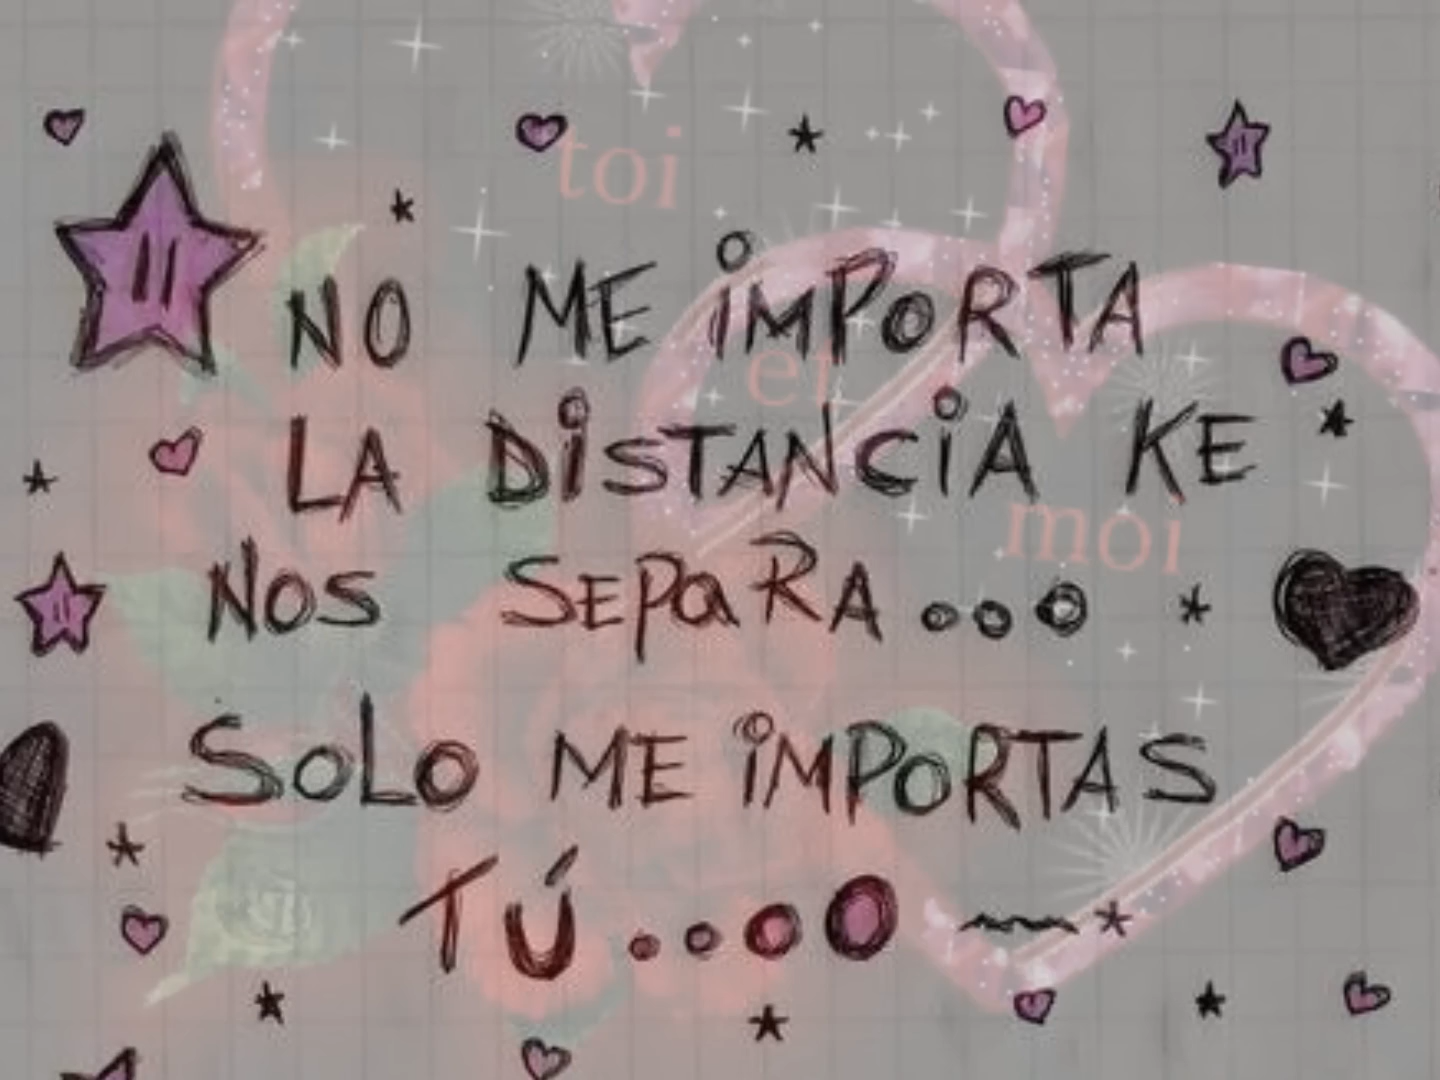 toi
NO ME iMPORTA
et
LA DiSTANCiA KE
moi
NOS SEPaRA...
SOLO ME iMPORTAS
TÚ....